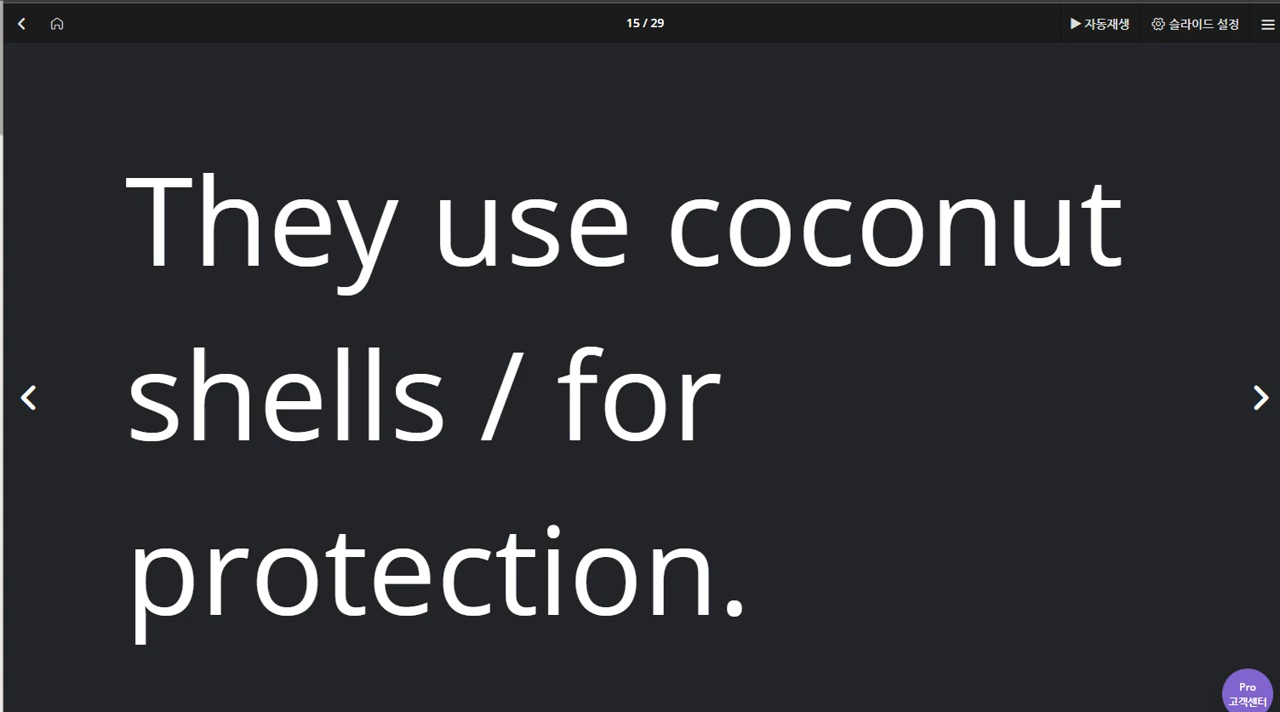 15 / 29
▶ 자동재생
슬라이드 설정
They use coconut
shells / for
protection.
Pro
고객센터